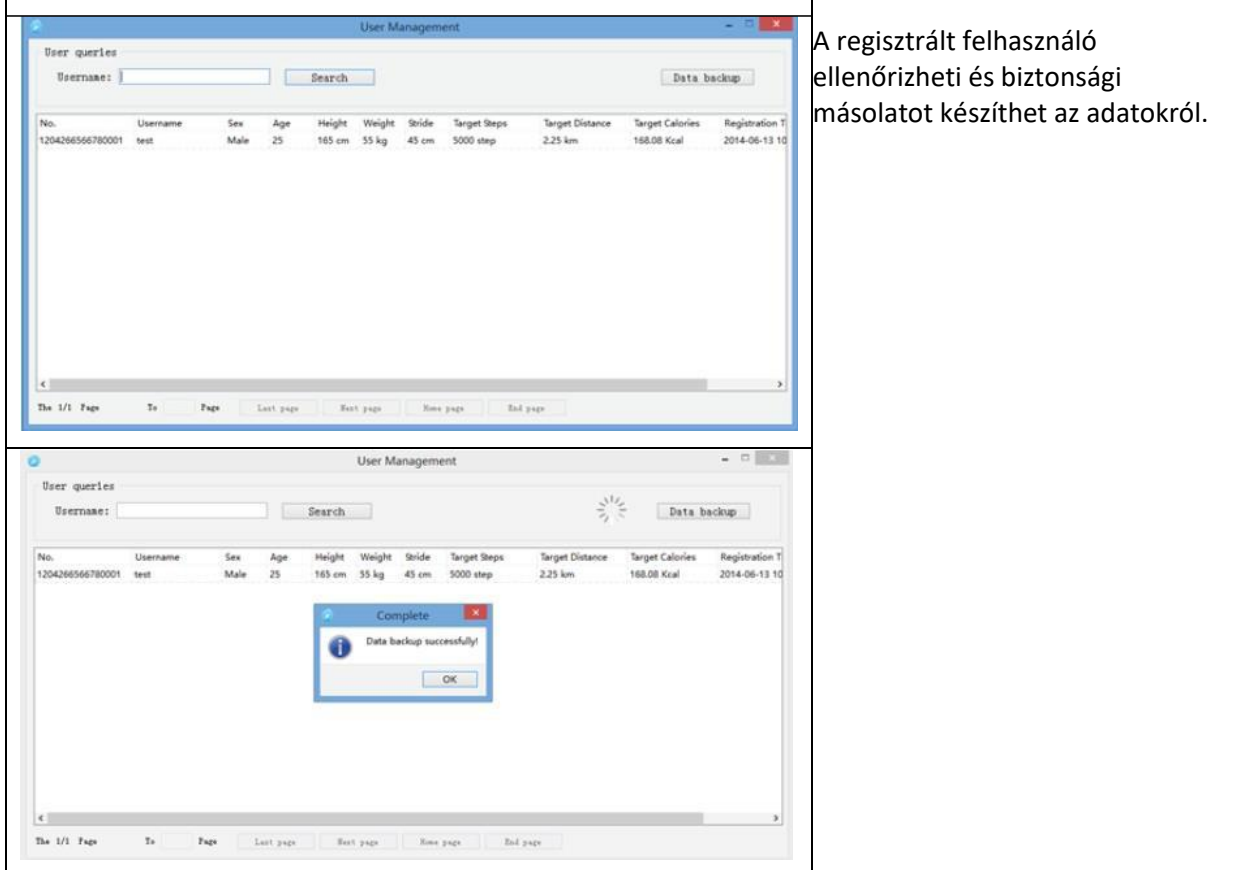 User Management
User queries
Username:
Search
Data backup
No. Username Sex Age Height Weight Stride Target Steps Target Distance Target Calories Registration T
1204266566780001 test Male 25 165 cm 55 kg 45 cm 5000 step 2.25 km 168.08 Kcal 2014-06-13 10
The 1/1 Page To Page Last page Next page Home page End page
A regisztrált felhasználó
ellenőrizheti és biztonsági
másolatot készíthet az adatokról.
User Management
User queries
Username:
Search
Data backup
No. Username Sex Age Height Weight Stride Target Steps Target Distance Target Calories Registration T
1204266566780001 test Male 25 165 cm 55 kg 45 cm 5000 step 2.25 km 168.08 Kcal 2014-06-13 10
Complete
Data backup successfully!
OK
The 1/1 Page To Page Last page Next page Home page End page